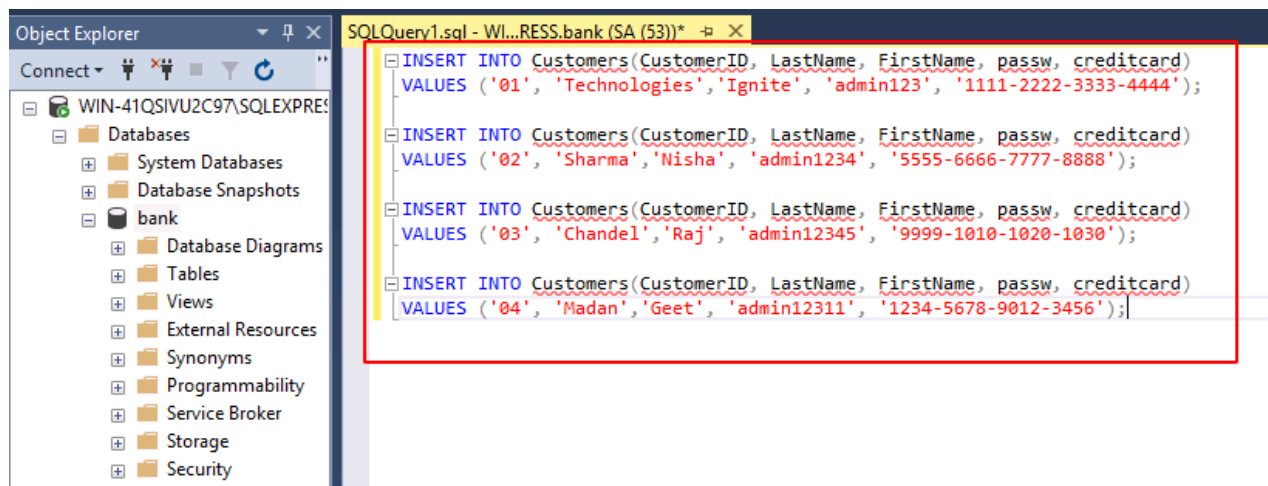 Object Explorer
Connect
WIN-41QSIVU2C97\SQLEXPRES
Databases
System Databases
Database Snapshots
bank
Database Diagrams
Tables
Views
External Resources
Synonyms
Programmability
Service Broker
Storage
Security
SQLQuery1.sql - WI...RESS.bank (SA (53))*
INSERT INTO Customers(CustomerID, LastName, FirstName, passw, creditcard)
VALUES ('01', 'Technologies','Ignite', 'admin123', '1111-2222-3333-4444');
INSERT INTO Customers(CustomerID, LastName, FirstName, passw, creditcard)
VALUES ('02', 'Sharma','Nisha', 'admin1234', '5555-6666-7777-8888');
INSERT INTO Customers(CustomerID, LastName, FirstName, passw, creditcard)
VALUES ('03', 'Chandel','Raj', 'admin12345', '9999-1010-1020-1030');
INSERT INTO Customers(CustomerID, LastName, FirstName, passw, creditcard)
VALUES ('04', 'Madan','Geet', 'admin12311', '1234-5678-9012-3456');